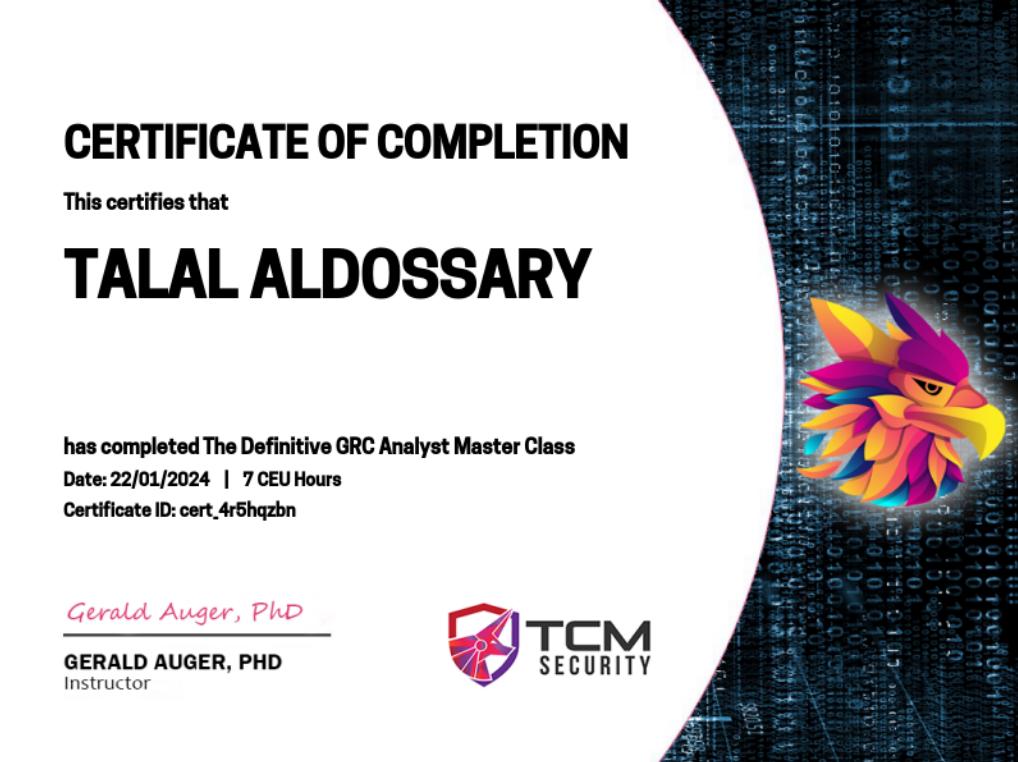 CERTIFICATE OF COMPLETION
This certifies that
TALAL ALDOSSARY
has completed The Definitive GRC Analyst Master Class
Date: 22/01/2024 | 7 CEU Hours
Certificate ID: cert_4r5hqzbn
Gerald Auger, PhD
GERALD AUGER, PHD
Instructor
TCM
SECURITY